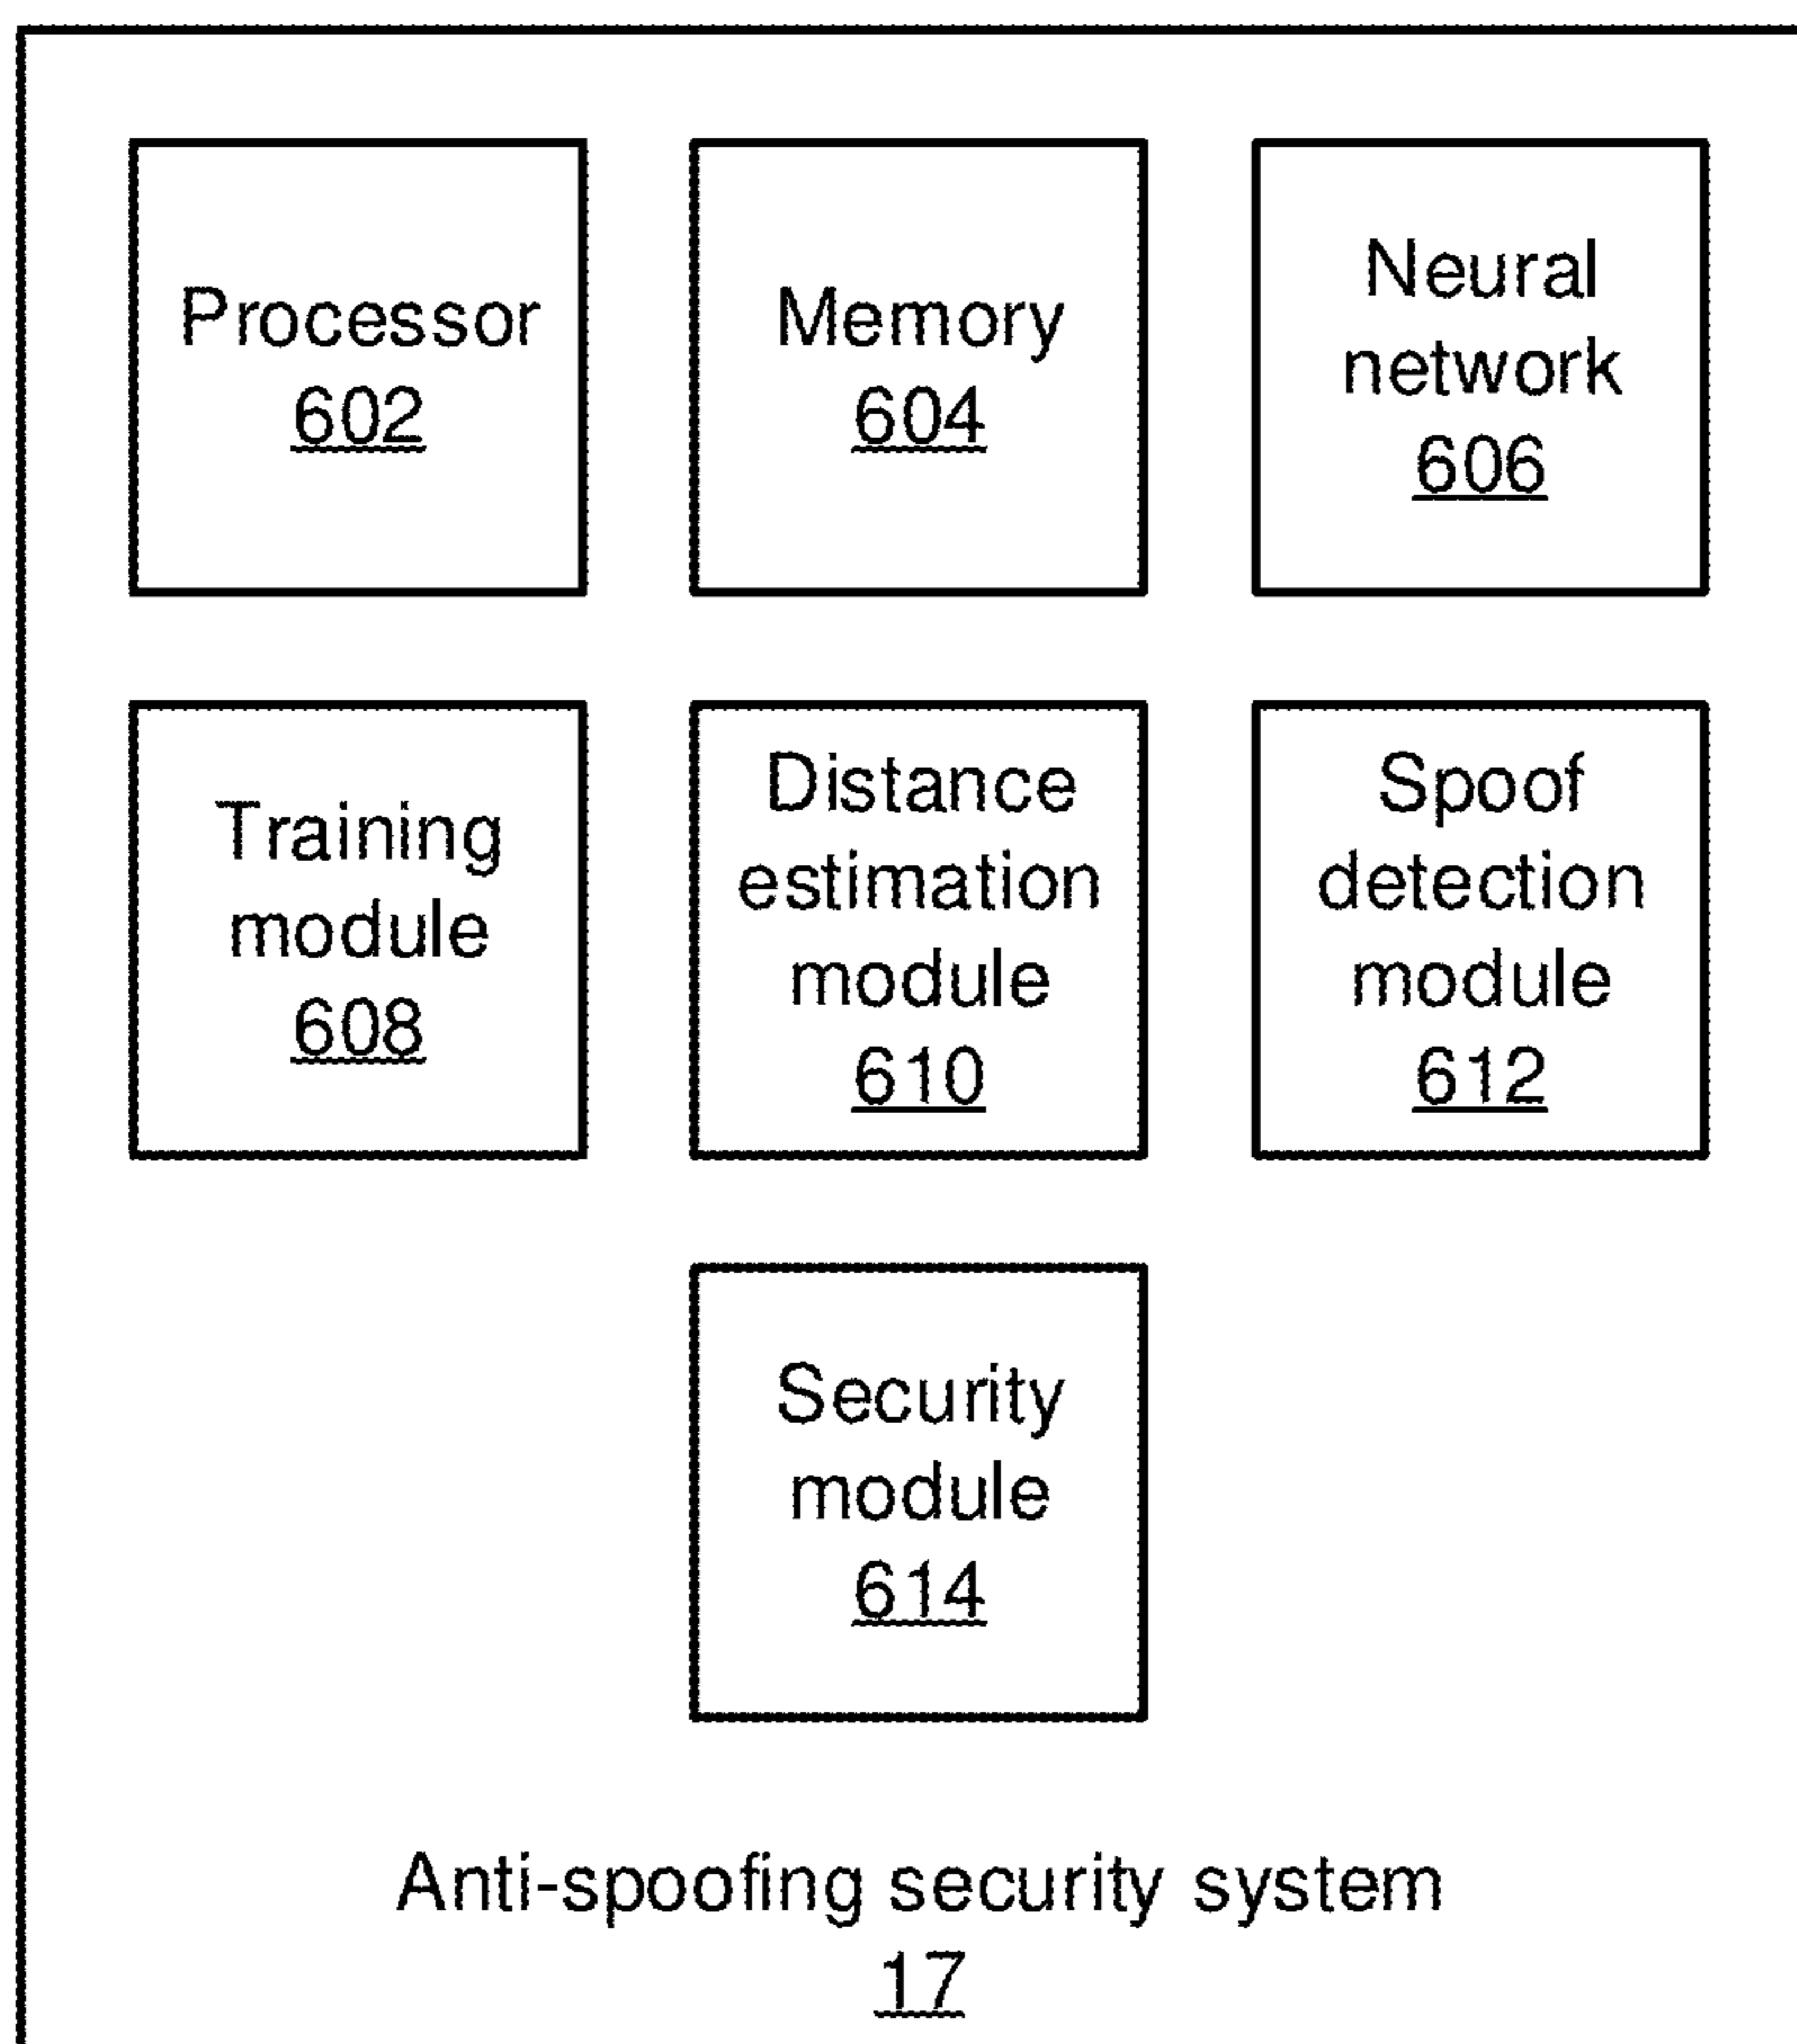 Processor
602
Memory
604
Neural
network
606
Training
module
608
Distance
estimation
module
610
Spoof
detection
module
612
Security
module
614
Anti-spoofing security system
17